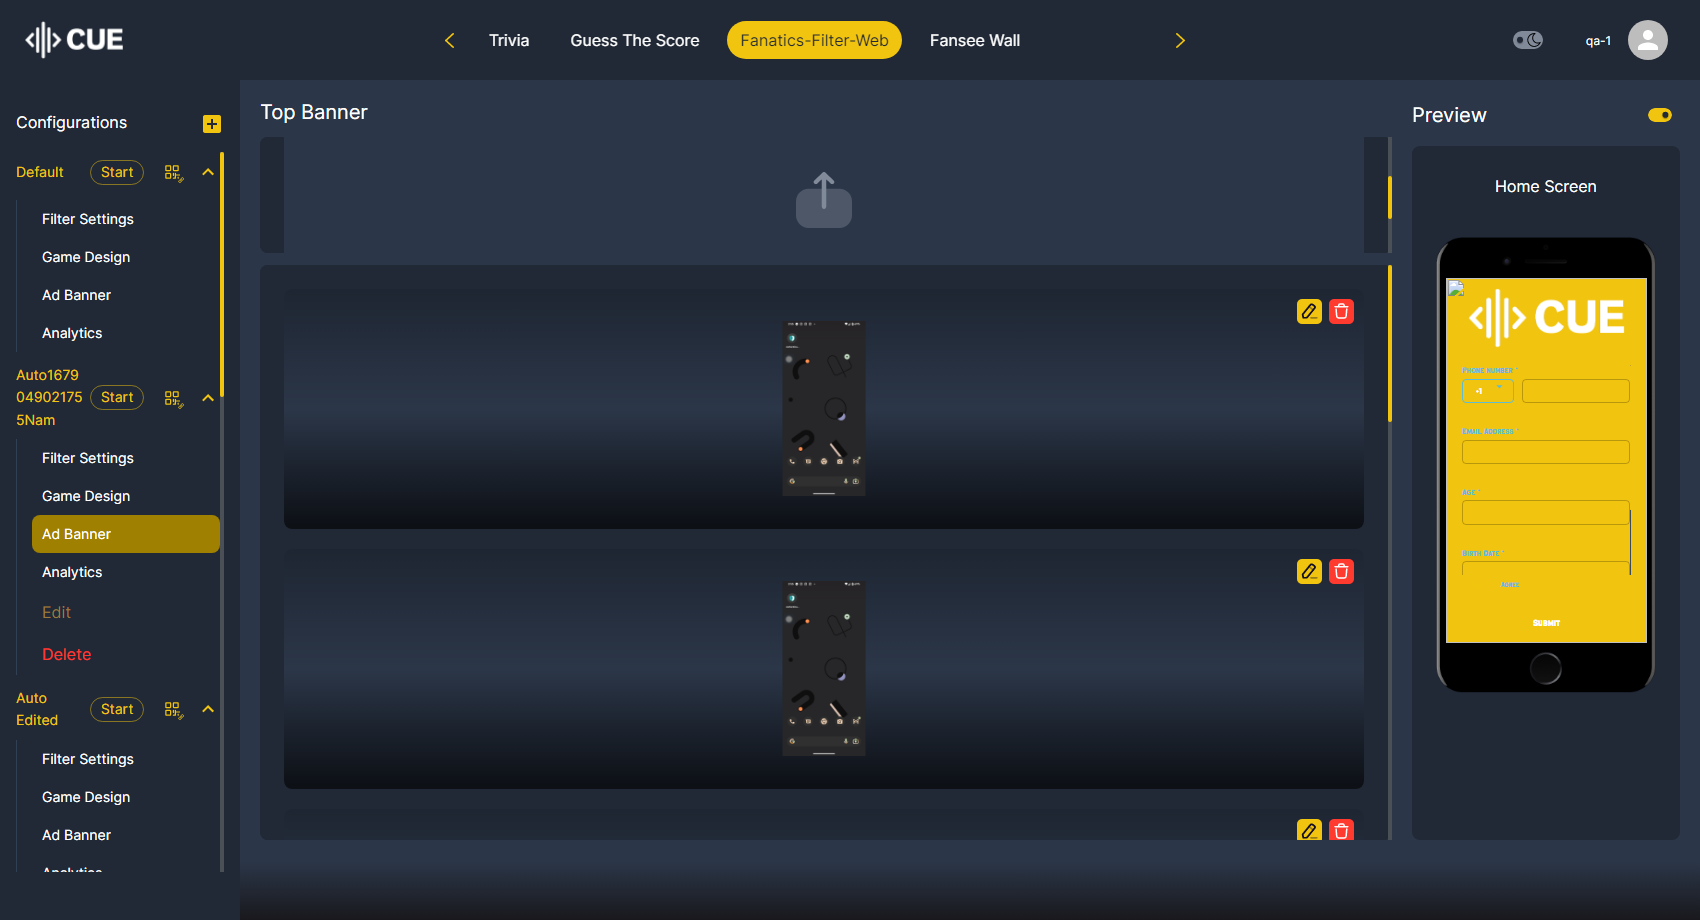 CUE
Trivia
Guess The Score
Fanatics-Filter-Web
Fansee Wall
qa-1
Configurations
Default
Start
Filter Settings
Game Design
Ad Banner
Analytics
Auto1679
04902175
5Nam
Start
Filter Settings
Game Design
Ad Banner
Analytics
Edit
Delete
Auto
Edited
Start
Filter Settings
Game Design
Ad Banner
Analytics
Top Banner
Preview
Home Screen
CUE
Phone Number *
+1
Email Address *
Age *
Birth Date *
Submit